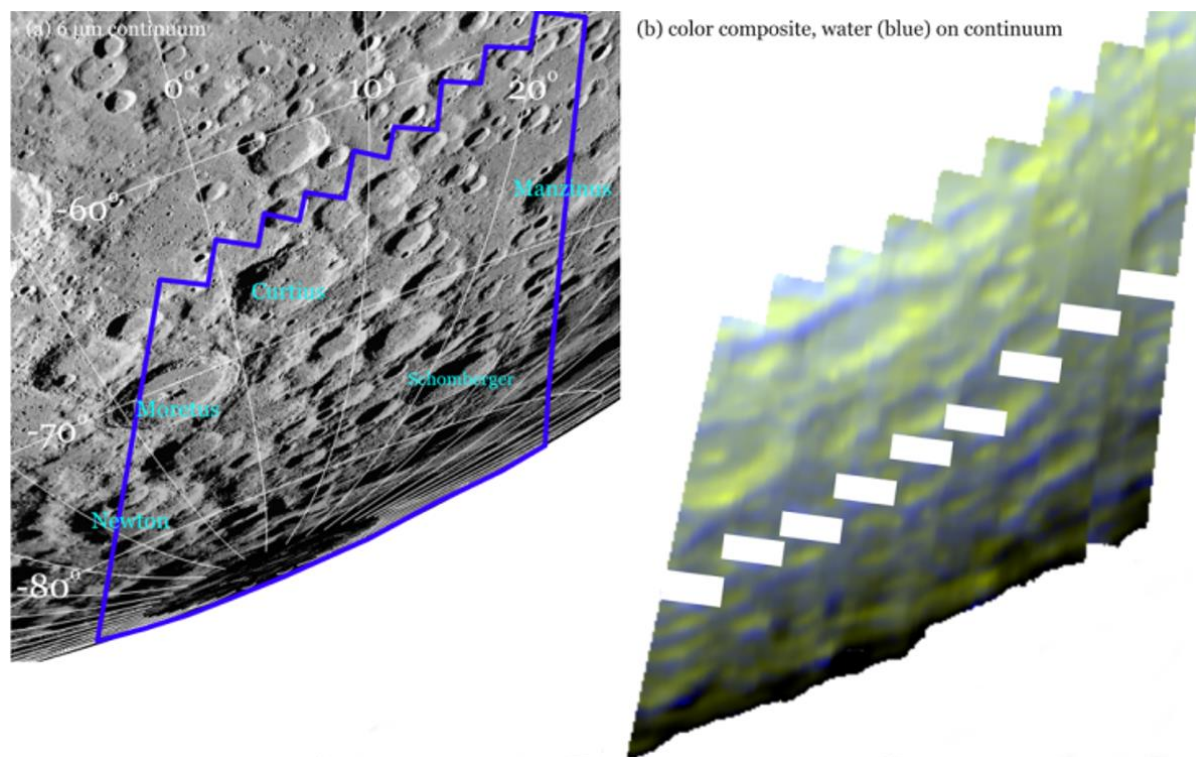 (a) 6 µm continuum
(b) color composite, water (blue) on continuum
0°
10°
20°
Manzinus
-60°
Curtius
Schomberger
Moretus
-70°
Newton
-80°